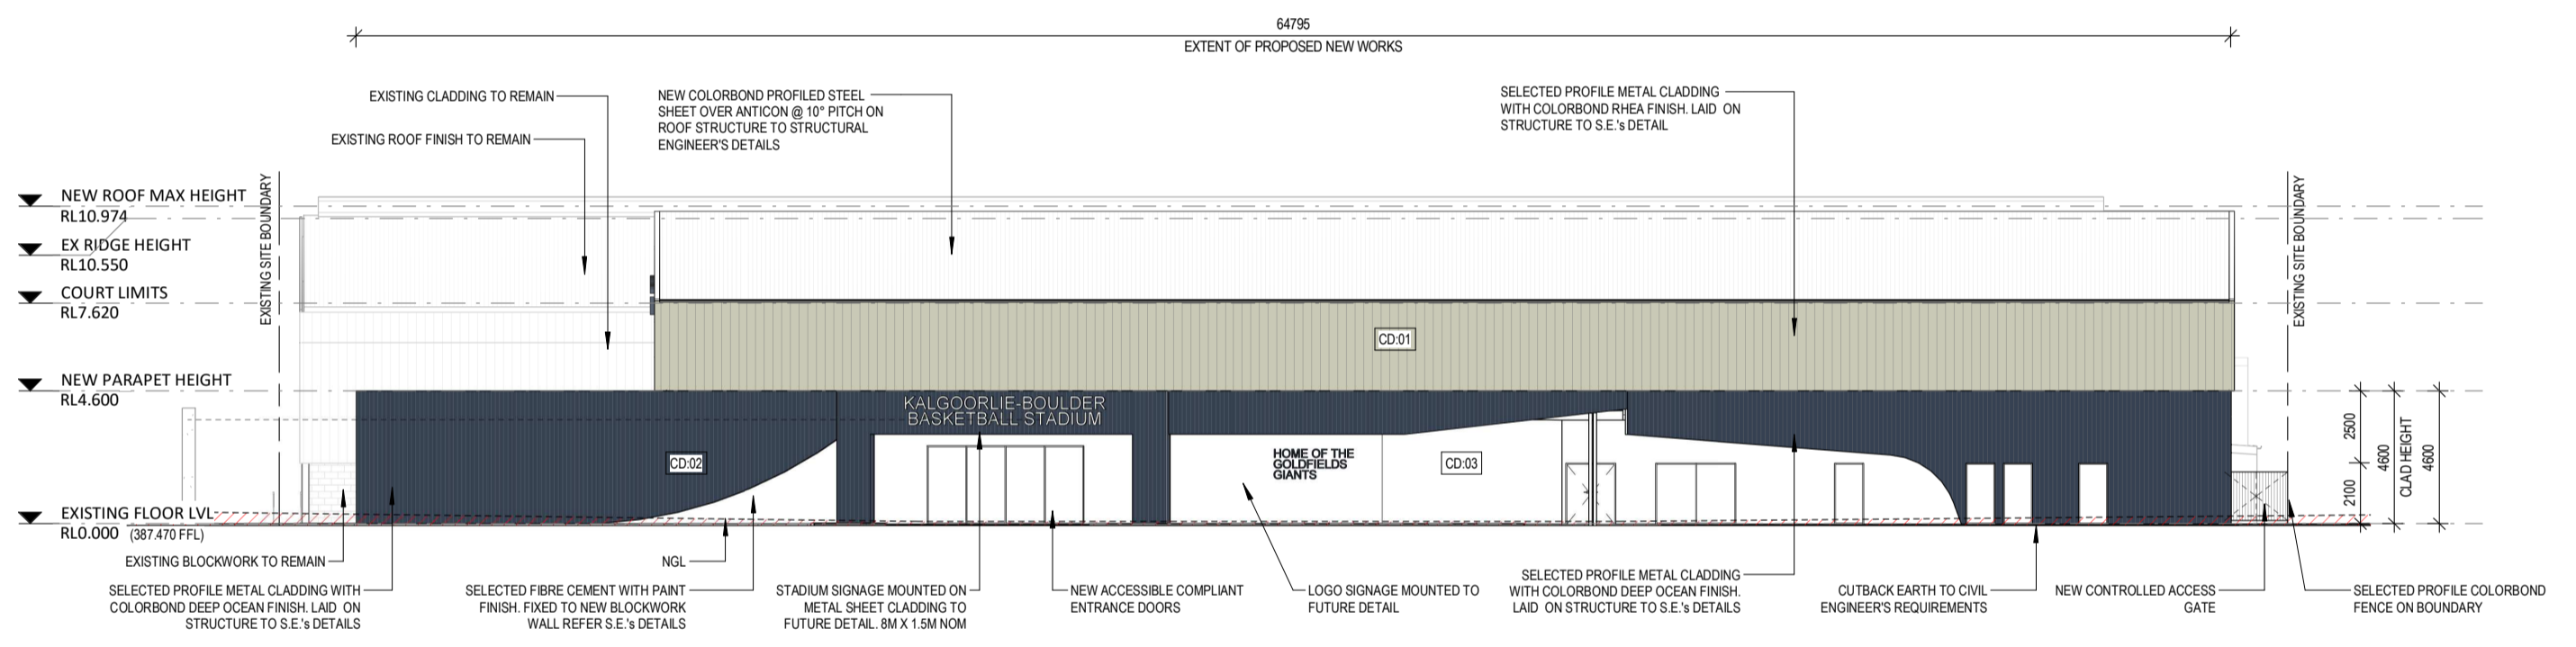 64795
EXTENT OF PROPOSED NEW WORKS
EXISTING CLADDING TO REMAIN
EXISTING ROOF FINISH TO REMAIN
NEW COLORBOND PROFILED STEEL
SHEET OVER ANTICON @ 10° PITCH ON
ROOF STRUCTURE TO STRUCTURAL
ENGINEER'S DETAILS
SELECTED PROFILE METAL CLADDING
WITH COLORBOND RHEA FINISH. LAID ON
STRUCTURE TO S.E.'s DETAIL
NEW ROOF MAX HEIGHT
RL10.974
EX RIDGE HEIGHT
RL10.550
COURT LIMITS
RL7.620
NEW PARAPET HEIGHT
RL4.600
EXISTING FLOOR LVL
RL0.000 (387.470 FFL)
EXISTING SITE BOUNDARY
EXISTING SITE BOUNDARY
CD:01
KALGOORLIE-BOULDER
BASKETBALL STADIUM
CD:02
HOME OF THE
GOLDFIELDS
GIANTS
CD:03
2500
2100
4600
CLAD HEIGHT
4600
EXISTING BLOCKWORK TO REMAIN
SELECTED PROFILE METAL CLADDING WITH
COLORBOND DEEP OCEAN FINISH. LAID ON
STRUCTURE TO S.E.'s DETAILS
NGL
SELECTED FIBRE CEMENT WITH PAINT
FINISH. FIXED TO NEW BLOCKWORK
WALL REFER S.E.'s DETAILS
STADIUM SIGNAGE MOUNTED ON
METAL SHEET CLADDING TO
FUTURE DETAIL. 8M X 1.5M NOM
NEW ACCESSIBLE COMPLIANT
ENTRANCE DOORS
LOGO SIGNAGE MOUNTED TO
FUTURE DETAIL
SELECTED PROFILE METAL CLADDING
WITH COLORBOND DEEP OCEAN FINISH.
LAID ON STRUCTURE TO S.E.'s DETAILS
CUTBACK EARTH TO CIVIL
ENGINEER'S REQUIREMENTS
NEW CONTROLLED ACCESS
GATE
SELECTED PROFILE COLORBOND
FENCE ON BOUNDARY